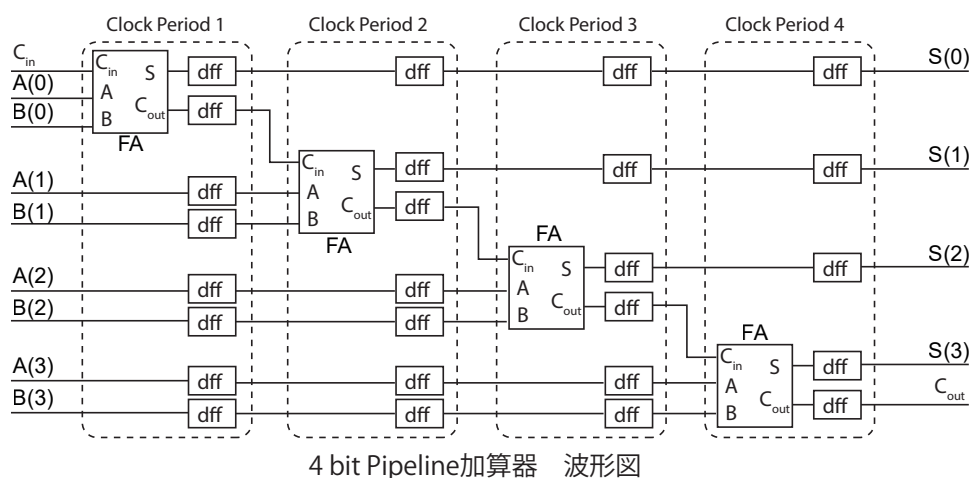 Clock Period 1 Clock Period 2 Clock Period 3 Clock Period 4
Cin
A(0)
B(0)
Cin S
A
Cout
B
FA
dff dff dff dff
S(0)
dff
A(1)
B(1)
dff
dff
Cin S
A
B Cout
FA
dff dff dff
S(1)
dff
A(2)
B(2)
dff dff
dff dff
FA
Cin S
A
B Cout
dff dff
S(2)
dff
A(3)
B(3)
dff dff dff
dff dff dff
FA
Cin S
A
B Cout
dff
dff
S(3)
Cout
4 bit Pipeline加算器 波形図